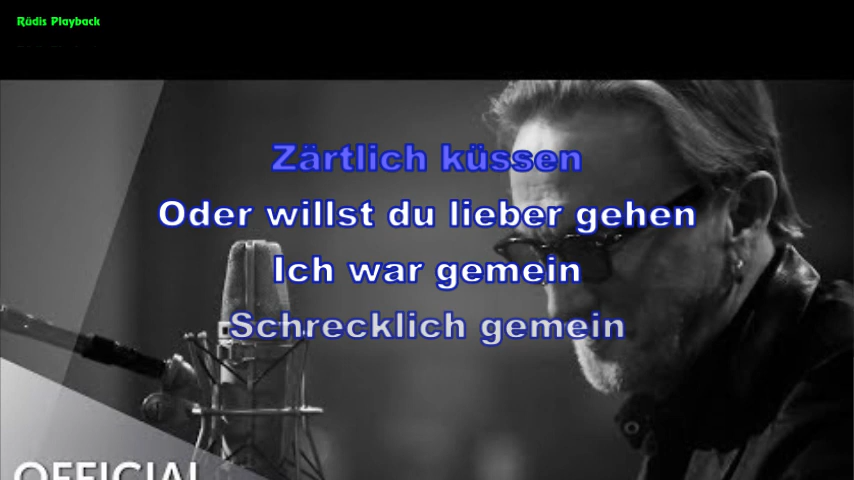 Rüdis Playback
Zärtlich küssen
Oder willst du lieber gehen
Ich war gemein
Schrecklich gemein
OFFICIAL